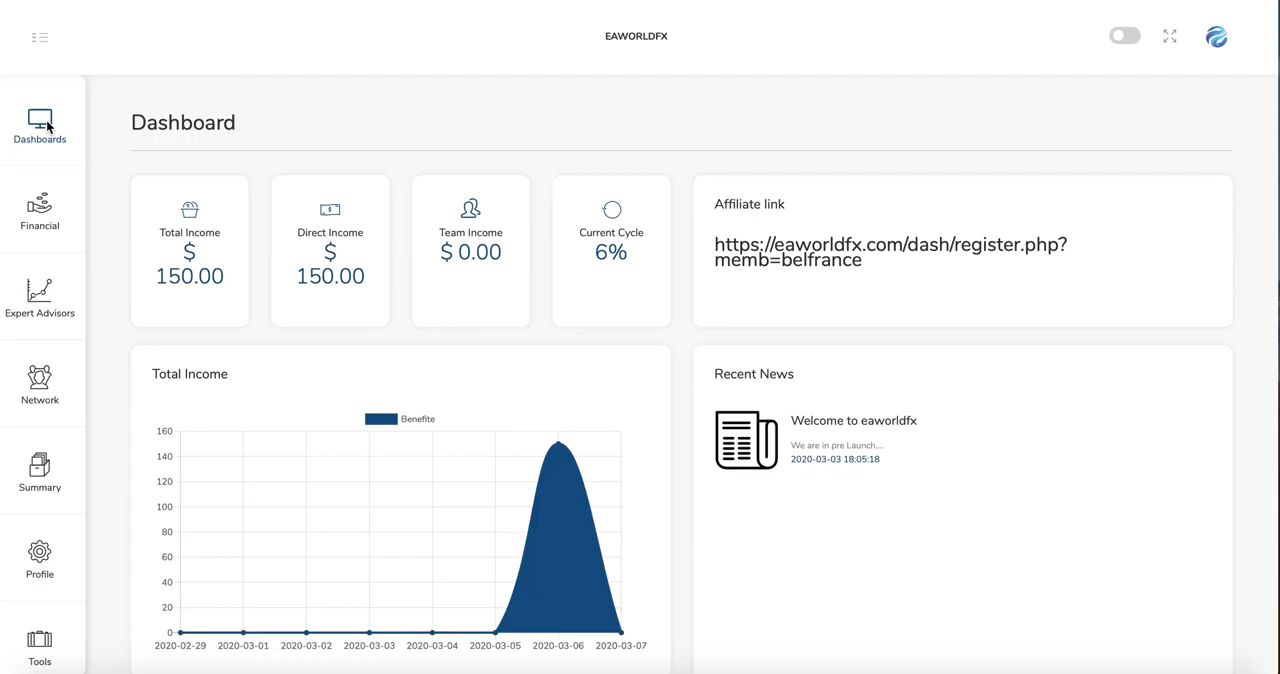 EAWORLDFX
Dashboards
Financial
Expert Advisors
Network
Summary
Profile
Tools
Dashboard
Total Income
$
150.00
Direct Income
$
150.00
Team Income
$ 0.00
Current Cycle
6%
Affiliate link
https://eaworldfx.com/dash/register.php?
memb=belfrance
Total Income
Benefite
160
140
120
100
80
60
40
20
0
2020-02-29 2020-03-01 2020-03-02 2020-03-03 2020-03-04 2020-03-05 2020-03-06 2020-03-07
Recent News
Welcome to eaworldfx
We are in pre Launch....
2020-03-03 18:05:18